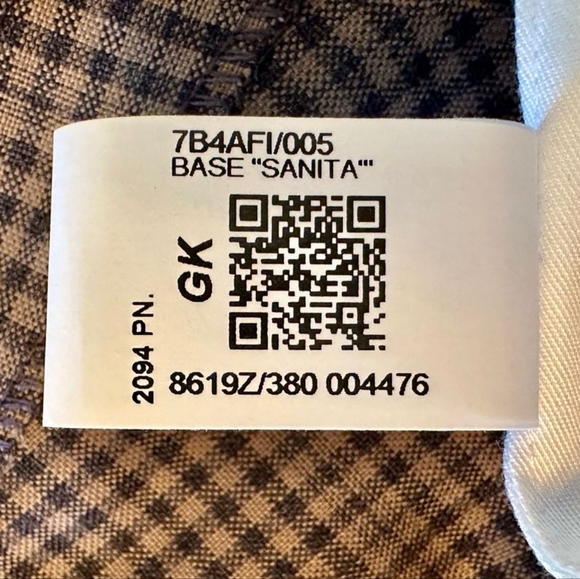 7B4AFI/005
BASE "SANITA'"
GK
2094 PN.
8619Z/380 004476